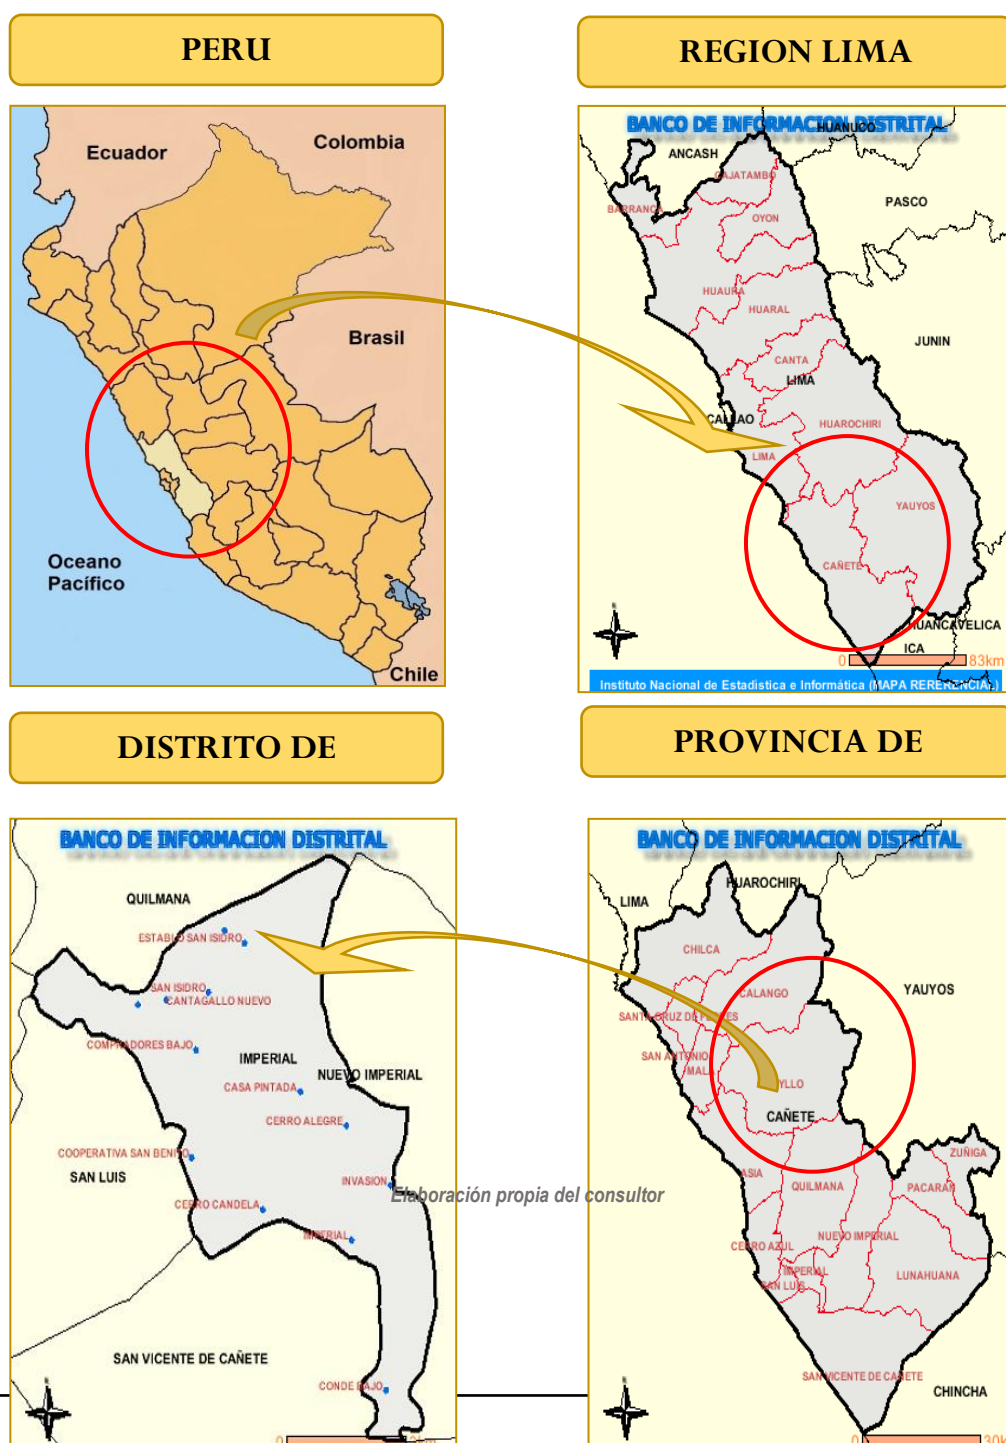 PERU
REGION LIMA
Ecuador
Colombia
Brasil
Oceano
Pacífico
Chile
BANCO DE INFORMACION DISTRITAL
HUANUCO
ANCASH
CAJATAMBO
PASCO
BARRANCA
OYON
HUAURA
HUARAL
JUNIN
CANTA
LIMA
CALLAO
HUAROCHIRI
LIMA
YAUYOS
CAÑETE
HUANCAVELICA
ICA
0 83km
Instituto Nacional de Estadistica e Informática (MAPA RERERENCIAL)
DISTRITO DE
PROVINCIA DE
BANCO DE INFORMACION DISTRITAL
QUILMANA
ESTABLO SAN ISIDRO
SAN ISIDRO
CANTAGALLO NUEVO
COMPRADORES BAJO
IMPERIAL
NUEVO IMPERIAL
CASA PINTADA
CERRO ALEGRE
COOPERATIVA SAN BENITO
SAN LUIS
INVASION
CERRO CANDELA
IMPERIAL
SAN VICENTE DE CAÑETE
CONDE BAJO
0
Elaboración propia del consultor
BANCO DE INFORMACION DISTRITAL
HUAROCHIRI
LIMA
CHILCA
YAUYOS
CALANGO
SANTA CRUZ DE FLORES
SAN ANTONIO
MALA
YLLO
CAÑETE
ASIA
ZUÑIGA
QUILMANA
PACARAN
NUEVO IMPERIAL
CERRO AZUL
IMPERIAL
LUNAHUANA
SAN LUIS
SAN VICENTE DE CAÑETE
CHINCHA
0 30k